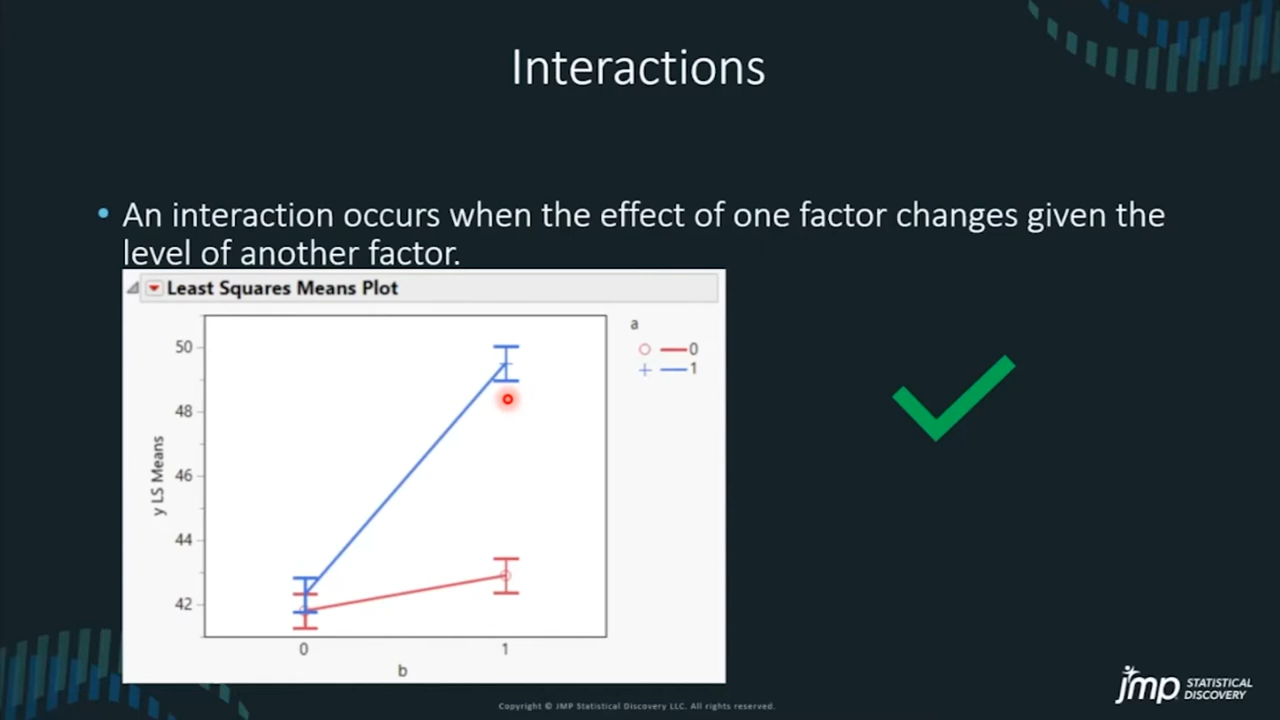 Interactions
• An interaction occurs when the effect of one factor changes given the
level of another factor.
Least Squares Means Plot
50
48
46
44
42
y LS Means
0
1
b
a
0
1
jmp STATISTICAL
DISCOVERY
Copyright © JMP Statistical Discovery LLC. All rights reserved.